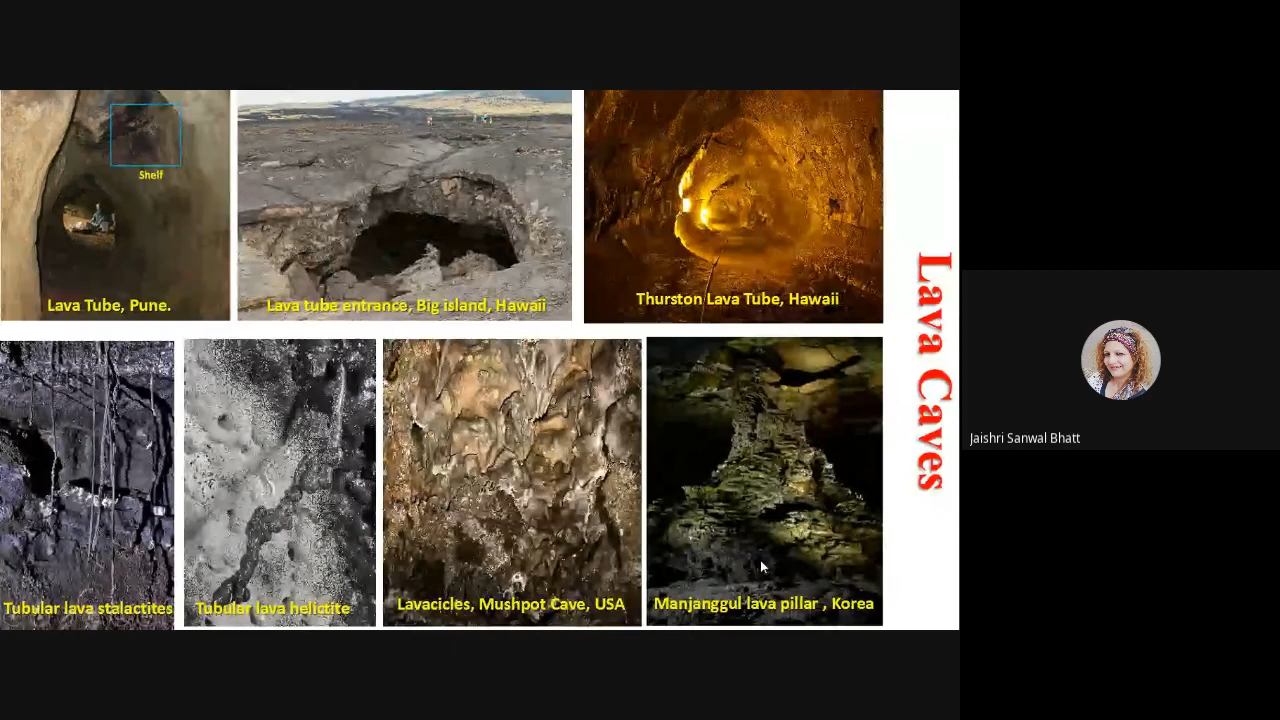 Shelf
Lava Tube, Pune.
Lava tube entrance, Big island, Hawaii
Thurston Lava Tube, Hawaii
Tubular lava stalactites
Tubular lava helictite
Lavacicles, Mushpot Cave, USA
Manjanggul lava pillar , Korea
Lava Caves
Jaishri Sanwal Bhatt